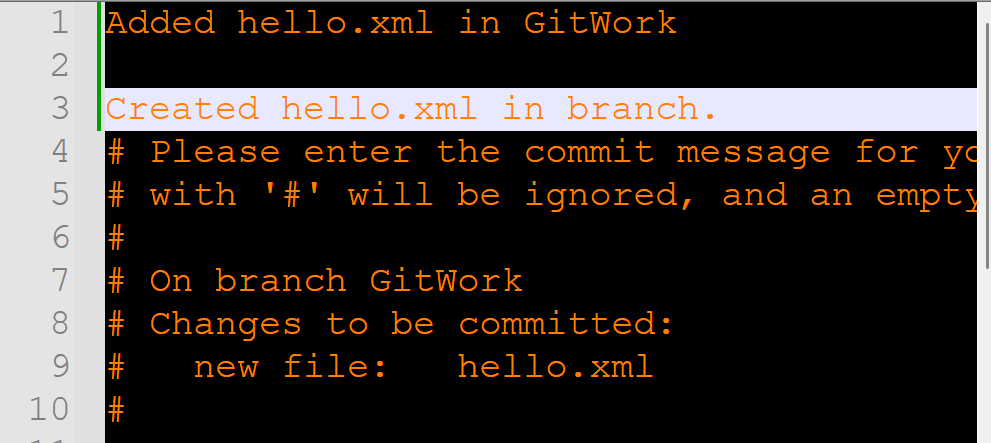 1 Added hello.xml in GitWork
2
3 Created hello.xml in branch.
4 # Please enter the commit message for
5 # with '#' will be ignored, and an empty
6 #
7 # On branch GitWork
8 # Changes to be committed:
9 #   new file:   hello.xml
10 #